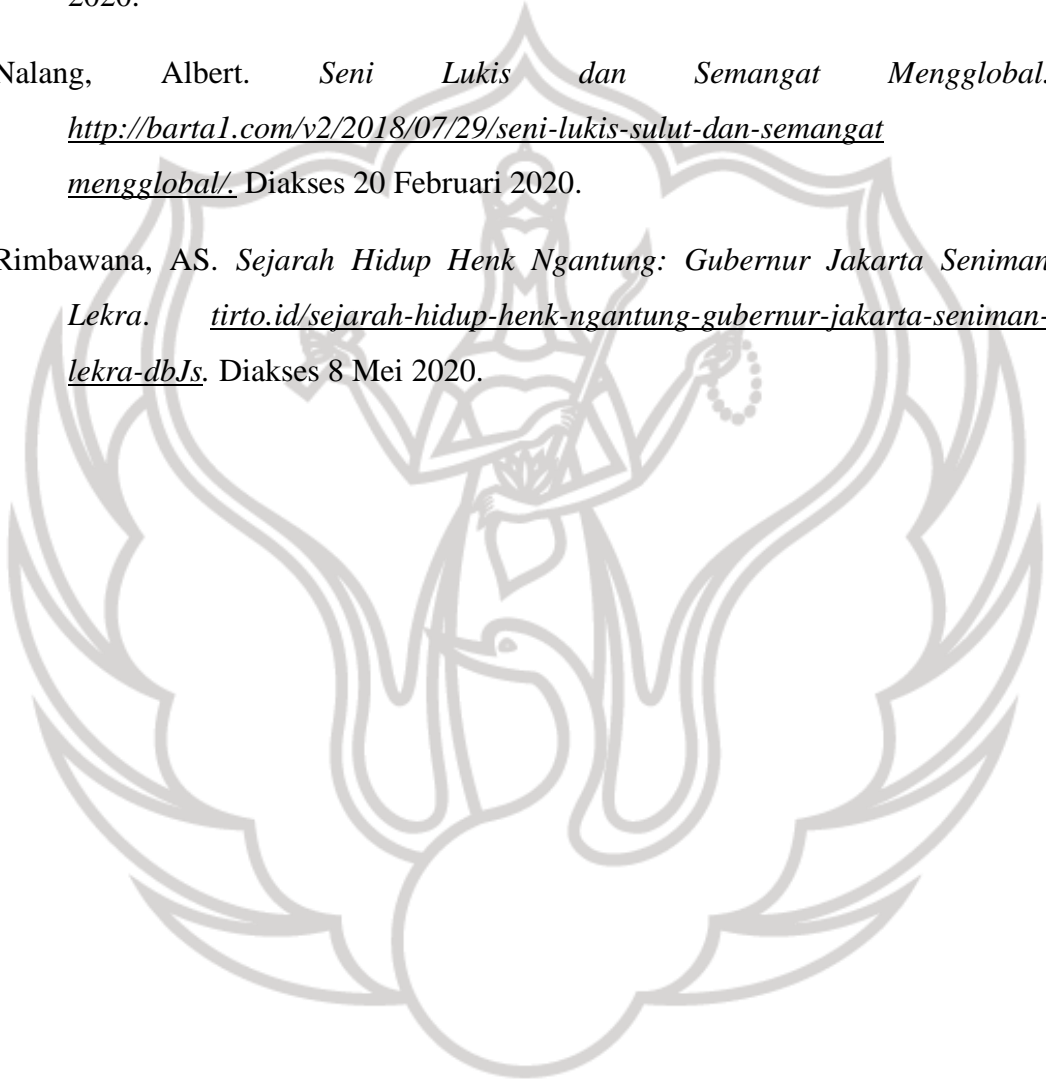 2020.
Nalang, Albert. Seni Lukis dan Semangat Mengglobal.
http://barta1.com/v2/2018/07/29/seni-lukis-sulut-dan-semangat
mengglobal/. Diakses 20 Februari 2020.
Rimbawana, AS. Sejarah Hidup Henk Ngantung: Gubernur Jakarta Seniman
Lekra. tirto.id/sejarah-hidup-henk-ngantung-gubernur-jakarta-seniman-
lekra-dbJs. Diakses 8 Mei 2020.